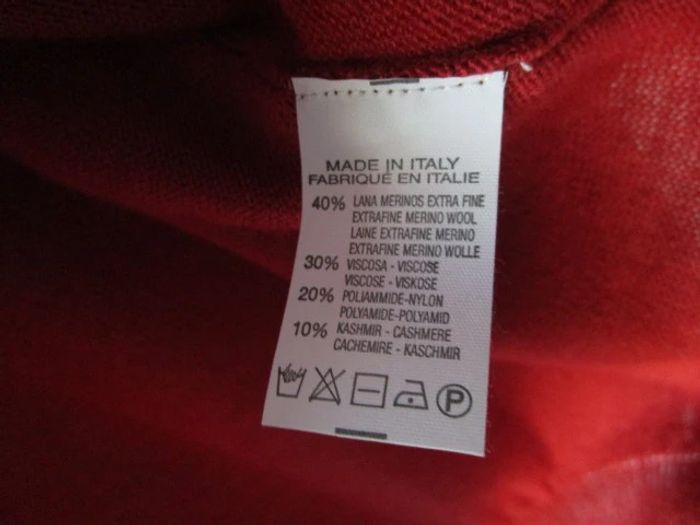 MADE IN ITALY
FABRIQUÉ EN ITALIE
40% LANA MERINOS EXTRA FINE
EXTRAFINE MERINO WOOL
LAINE EXTRAFINE MERINO
EXTRAFINE MERINO WOLLE
30% VISCOSA - VISCOSE
VISCOSE - VISKOSE
20% POLIAMMIDE-NYLON
POLYAMIDE-POLYAMID
10% KASHMIR - CASHMERE
CACHEMIRE - KASCHMIR
P